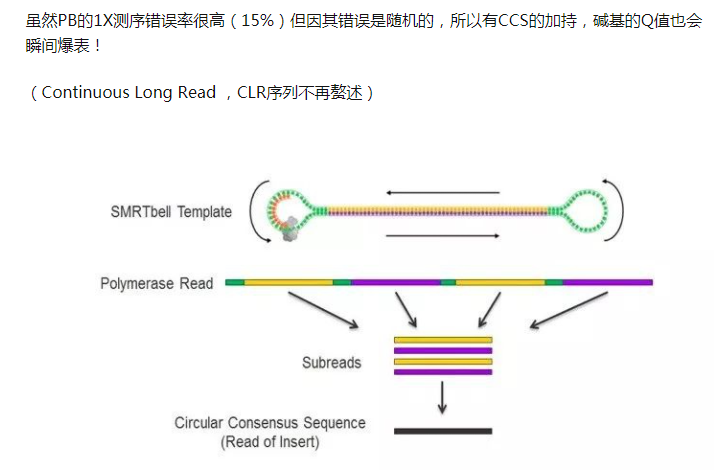 虽然PB的1X测序错误率很高（15%）但因其错误是随机的，所以有CCS的加持，碱基的Q值也会
瞬间爆表！
（Continuous Long Read ，CLR序列不再嫠述）
SMRTbell Template
Polymerase Read
Subreads
Circular Consensus Sequence
(Read of Insert)